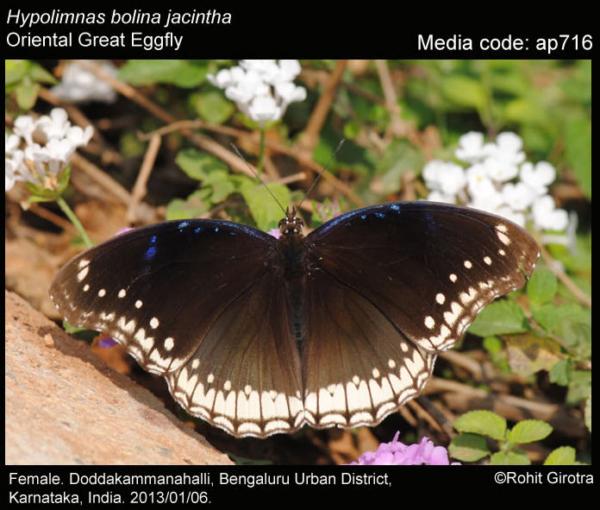 Hypolimnas bolina jacintha
Oriental Great Eggfly
Media code: ap716
Female. Doddakammanahalli, Bengaluru Urban District,
Karnataka, India. 2013/01/06.
©Rohit Girotra